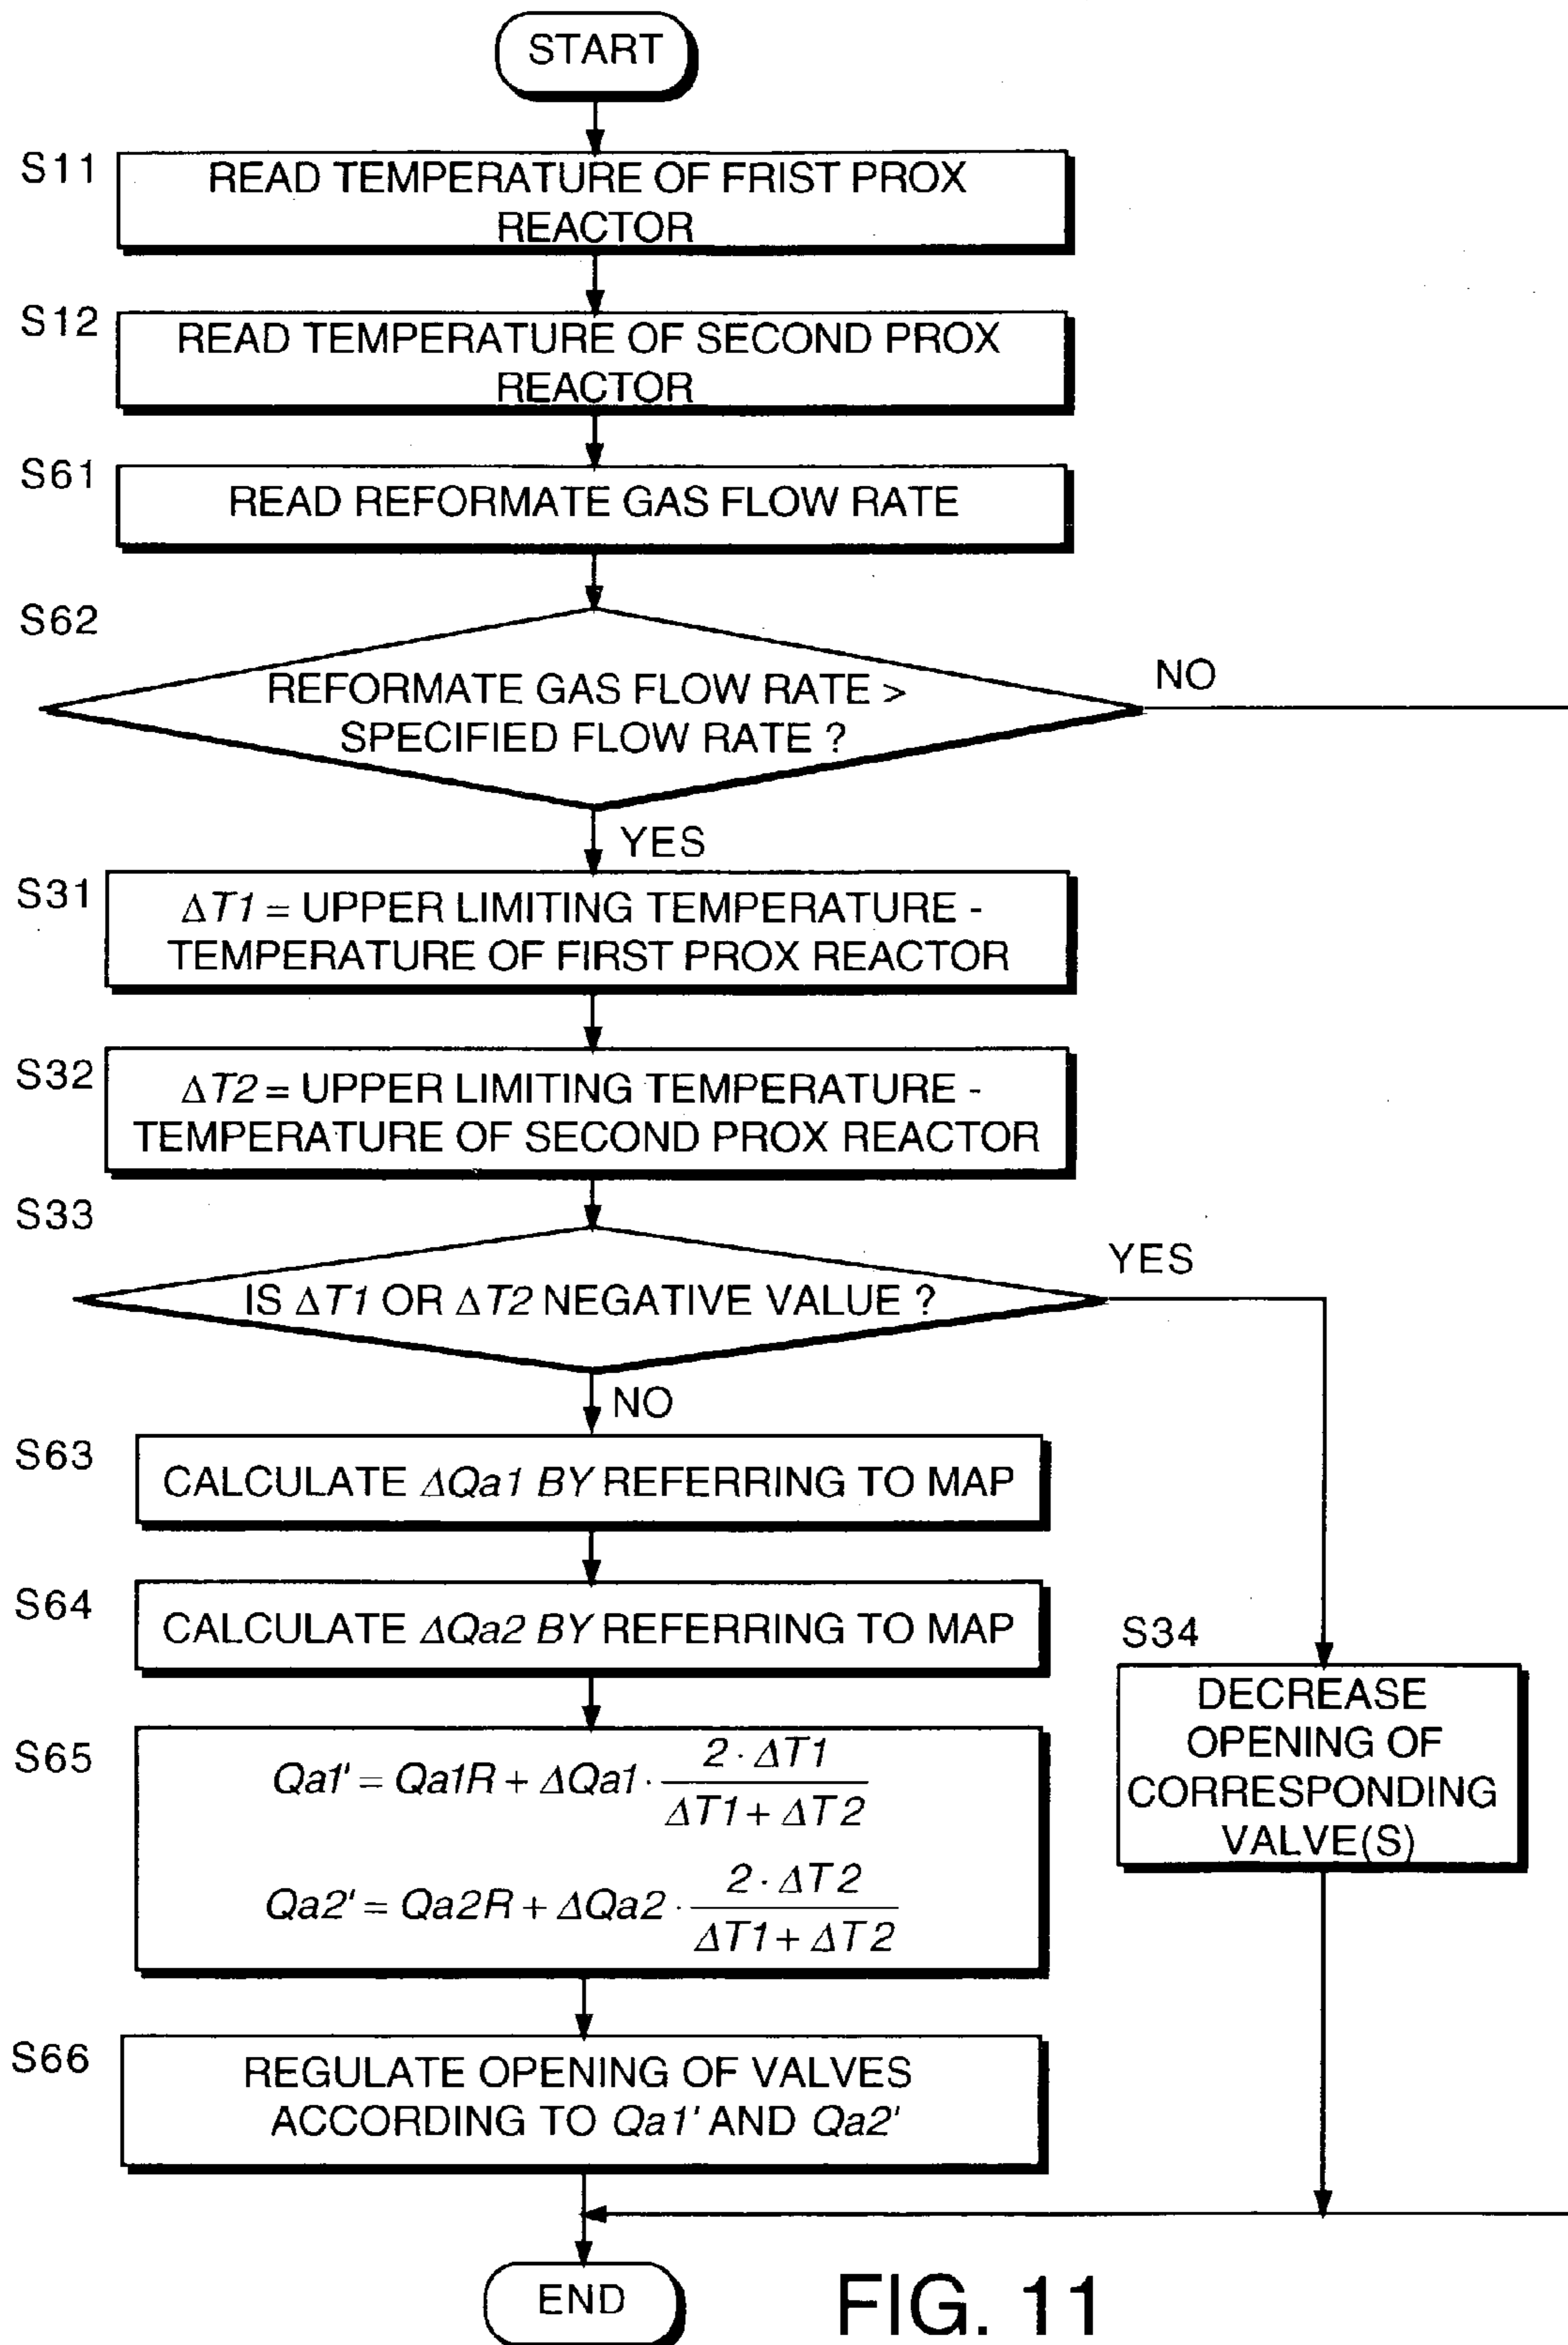 START
S11
READ TEMPERATURE OF FRIST PROX
REACTOR
S12
READ TEMPERATURE OF SECOND PROX
REACTOR
S61
READ REFORMATE GAS FLOW RATE
S62
REFORMATE GAS FLOW RATE >
SPECIFIED FLOW RATE ?
NO
YES
S31
ΔT1 = UPPER LIMITING TEMPERATURE -
TEMPERATURE OF FIRST PROX REACTOR
S32
ΔT2 = UPPER LIMITING TEMPERATURE -
TEMPERATURE OF SECOND PROX REACTOR
S33
IS ΔT1 OR ΔT2 NEGATIVE VALUE ?
YES
NO
S63
CALCULATE ΔQa1 BY REFERRING TO MAP
S64
CALCULATE ΔQa2 BY REFERRING TO MAP
S34
DECREASE
OPENING OF
CORRESPONDING
VALVE(S)
S65
Qa1' = Qa1R + ΔQa1 · 2 · ΔT1 / ΔT1 + ΔT2
Qa2' = Qa2R + ΔQa2 · 2 · ΔT2 / ΔT1 + ΔT2
S66
REGULATE OPENING OF VALVES
ACCORDING TO Qa1' AND Qa2'
END
FIG. 11